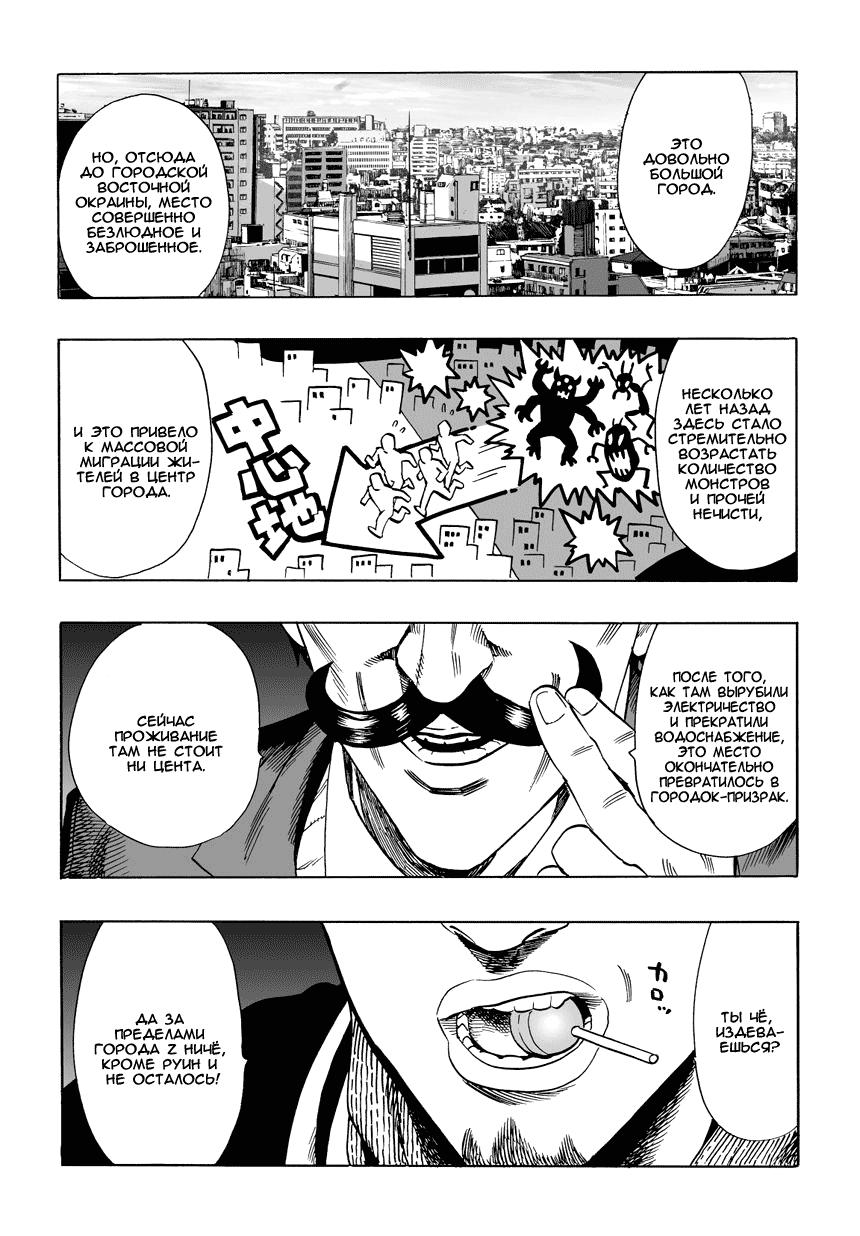 ЭТО
ДОВОЛЬНО
БОЛЬШОЙ
ГОРОД.
НО, ОТСЮДА
ДО ГОРОДСКОЙ
ВОСТОЧНОЙ
ОКРАИНЫ, МЕСТО
СОВЕРШЕННО
БЕЗЛЮДНОЕ И
ЗАБРОШЕННОЕ.
НЕСКОЛЬКО
ЛЕТ НАЗАД
ЗДЕСЬ СТАЛО
СТРЕМИТЕЛЬНО
ВОЗРАСТАТЬ
КОЛИЧЕСТВО
МОНСТРОВ
И ПРОЧЕЙ
НЕЧИСТИ,
中心地
И ЭТО ПРИВЕЛО
К МАССОВОЙ
МИГРАЦИИ ЖИ-
ТЕЛЕЙ В ЦЕНТР
ГОРОДА.
ПОСЛЕ ТОГО,
КАК ТАМ ВЫРУБИЛИ
ЭЛЕКТРИЧЕСТВО
И ПРЕКРАТИЛИ
ВОДОСНАБЖЕНИЕ,
ЭТО МЕСТО
ОКОНЧАТЕЛЬНО
ПРЕВРАТИЛОСЬ В
ГОРОДОК-ПРИЗРАК.
СЕЙЧАС
ПРОЖИВАНИЕ
ТАМ НЕ СТОИТ
НИ ЦЕНТА.
ТЫ ЧЁ,
ИЗДЕВА-
ЕШЬСЯ?
ДА ЗА
ПРЕДЕЛАМИ
ГОРОДА Z НИЧЁ,
КРОМЕ РУИН И
НЕ ОСТАЛОСЬ!